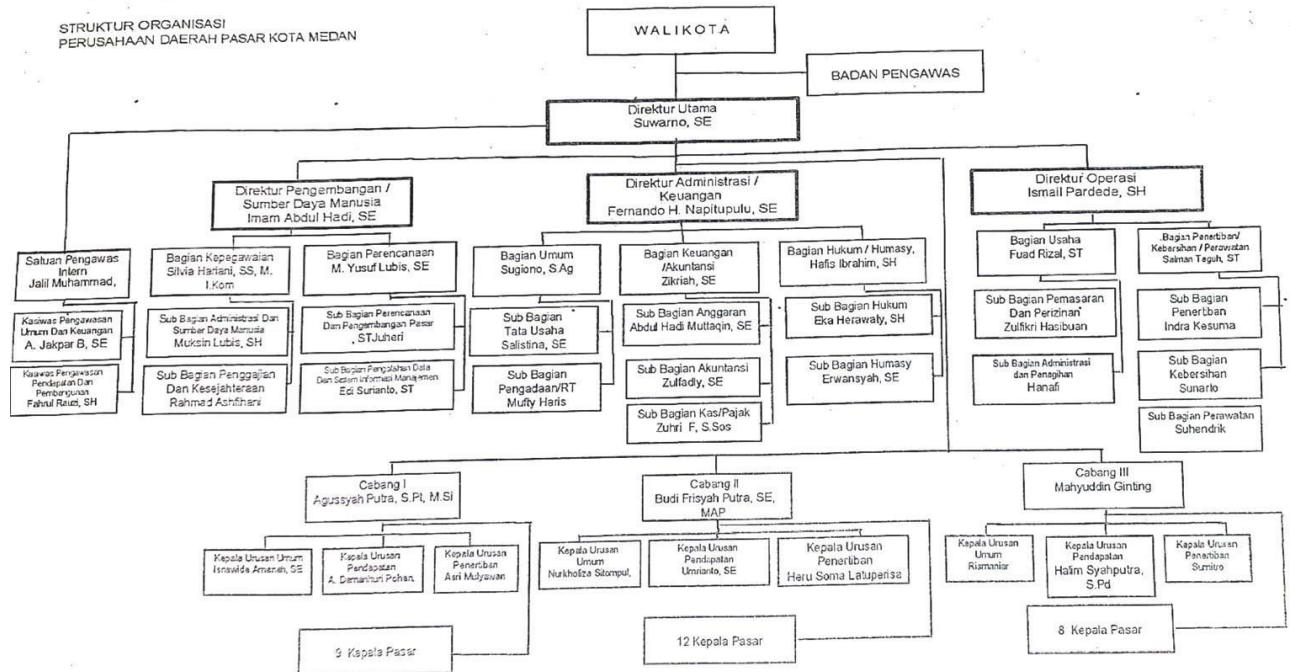 STRUKTUR ORGANISASI
PERUSAHAAN DAERAH PASAR KOTA MEDAN
WALIKOTA
BADAN PENGAWAS
Direktur Utama
Suwarno, SE
Direktur Pengembangan /
Sumber Daya Manusia
Imam Abdul Hadi, SE
Direktur Administrasi /
Keuangan
Fernando H. Napitupulu, SE
Direktur Operasi
Ismail Pardede, SH
Satuan Pengawas
Intern
Jalil Muhammad,
Bagian Kepegawaian
Silvia Hariani, SS, M.
I.Kom
Bagian Perencanaan
M. Yusuf Lubis, SE
Bagian Umum
Sugiono, S.Ag
Bagian Keuangan
/Akuntansi
Zikriah, SE
Bagian Hukum / Humasy,
Hafis Ibrahim, SH
Bagian Usaha
Fuad Rizal, ST
Bagian Penertiban/
Kebersihan / Perawatan
Salman Teguh, ST
Kasiwas Pengawasan
Umum Dan Keuangan
A. Jakpar B, SE
Sub Bagian Administrasi Dan
Sumber Daya Manusia
Muksin Lubis, SH
Sub Bagian Perencanaan
Dan Pengembangan Pasar
, STJuheri
Sub Bagian
Tata Usaha
Salistina, SE
Sub Bagian Anggaran
Abdul Hadi Muttaqin, SE
Sub Bagian Hukum
Eka Herawaty, SH
Sub Bagian Pemasaran
Dan Perizinan
Zulfikri Hasibuan
Sub Bagian
Penertban
Indra Kesuma
Kasiwas Pengawasan
Pendapatan Dan
Pembangunan
Fahrul Rauzi, SH
Sub Bagian Penggajian
Dan Kesejahteraan
Rahmad Ashfihani
Sub Bagian Pengolahan Data
Dan Sistem Informasi Manajemen
Edi Surianto, ST
Sub Bagian
Pengadaan/RT
Mufty Haris
Sub Bagian Akuntansi
Zulfadly, SE
Sub Bagian Humasy
Erwansyah, SE
Sub Bagian Administrasi
dan Penagihan
Hanafi
Sub Bagian
Kebersihan
Sunarto
Sub Bagian Kas/Pajak
Zuhri F, S.Sos
Sub Bagian Perawatan
Suhendrik
Cabang I
Agussyah Putra, S.Pt, M.Si
Cabang II
Budi Frisyah Putra, SE,
MAP
Cabang III
Mahyuddin Ginting
Kepala Urusan Umum
Isnawida Amanah, SE
Kepala Urusan
Pendapatan
A. Damanhuri Pohan,
Kepala Urusan
Penertiban
Asri Mulyawan
Kepala Urusan
Umum
Nurkholiza Sitompul,
Kepala Urusan
Pendapatan
Umrianto, SE
Kepala Urusan
Penertiban
Heru Soma Latuperisa
Kepala Urusan
Umum
Rismaniar
Kepala Urusan
Pendapatan
Halim Syahputra,
S.Pd
Kepala Urusan
Penertiban
Sumitro
9 Kepala Pasar
12 Kepala Pasar
8 Kepala Pasar